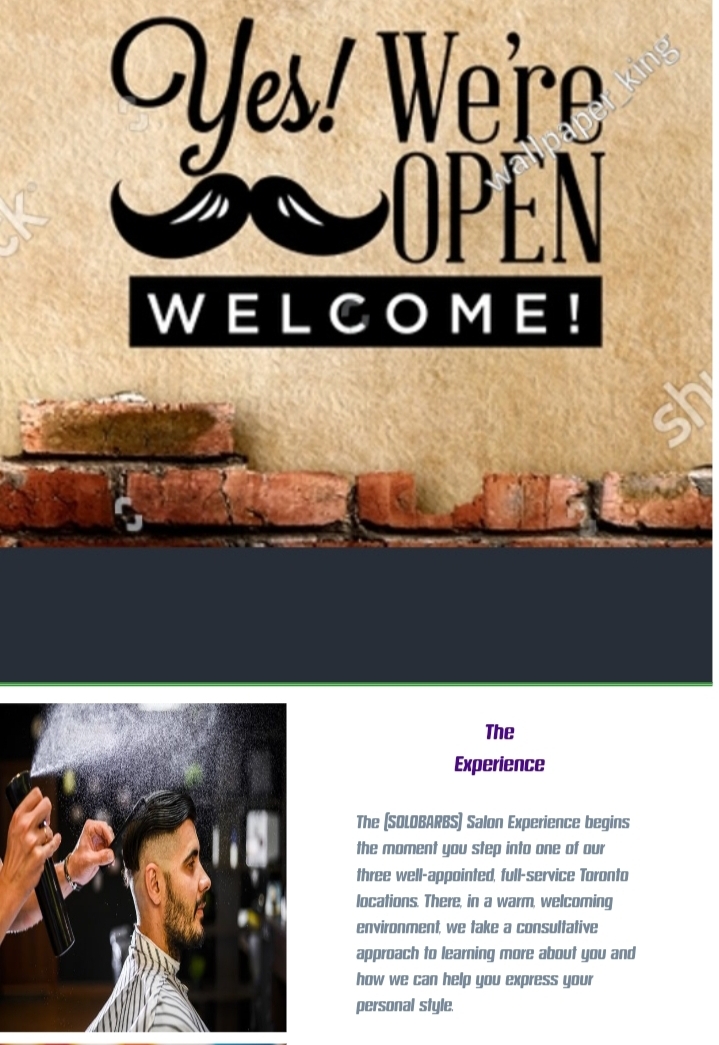 Yes! We're
OPEN
WELCOME!
wallpaper_king
ck
shu
The
Experience
The [SOLOBARBS] Salon Experience begins
the moment you step into one of our
three well-appointed, full-service Toronto
locations. There, in a warm, welcoming
environment, we take a consultative
approach to learning more about you and
how we can help you express your
personal style.